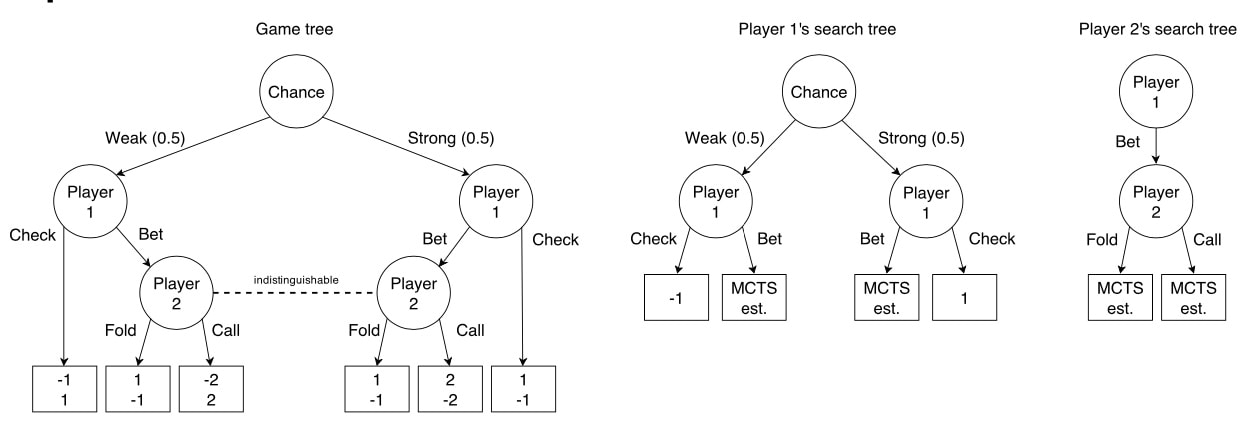 Game tree
Player 1's search tree
Player 2's search tree
Chance
Chance
Player
1
Weak (0.5)
Strong (0.5)
Weak (0.5)
Strong (0.5)
Bet
Player
1
Player
1
Player
1
Player
1
Player
2
Check
Bet
Bet
Check
Check
Bet
Bet
Check
Fold
Call
Player
2
indistinguishable
Player
2
-1
MCTS
est.
MCTS
est.
1
MCTS
est.
MCTS
est.
Fold
Call
Fold
Call
-1
1
1
-1
-2
2
1
-1
2
-2
1
-1